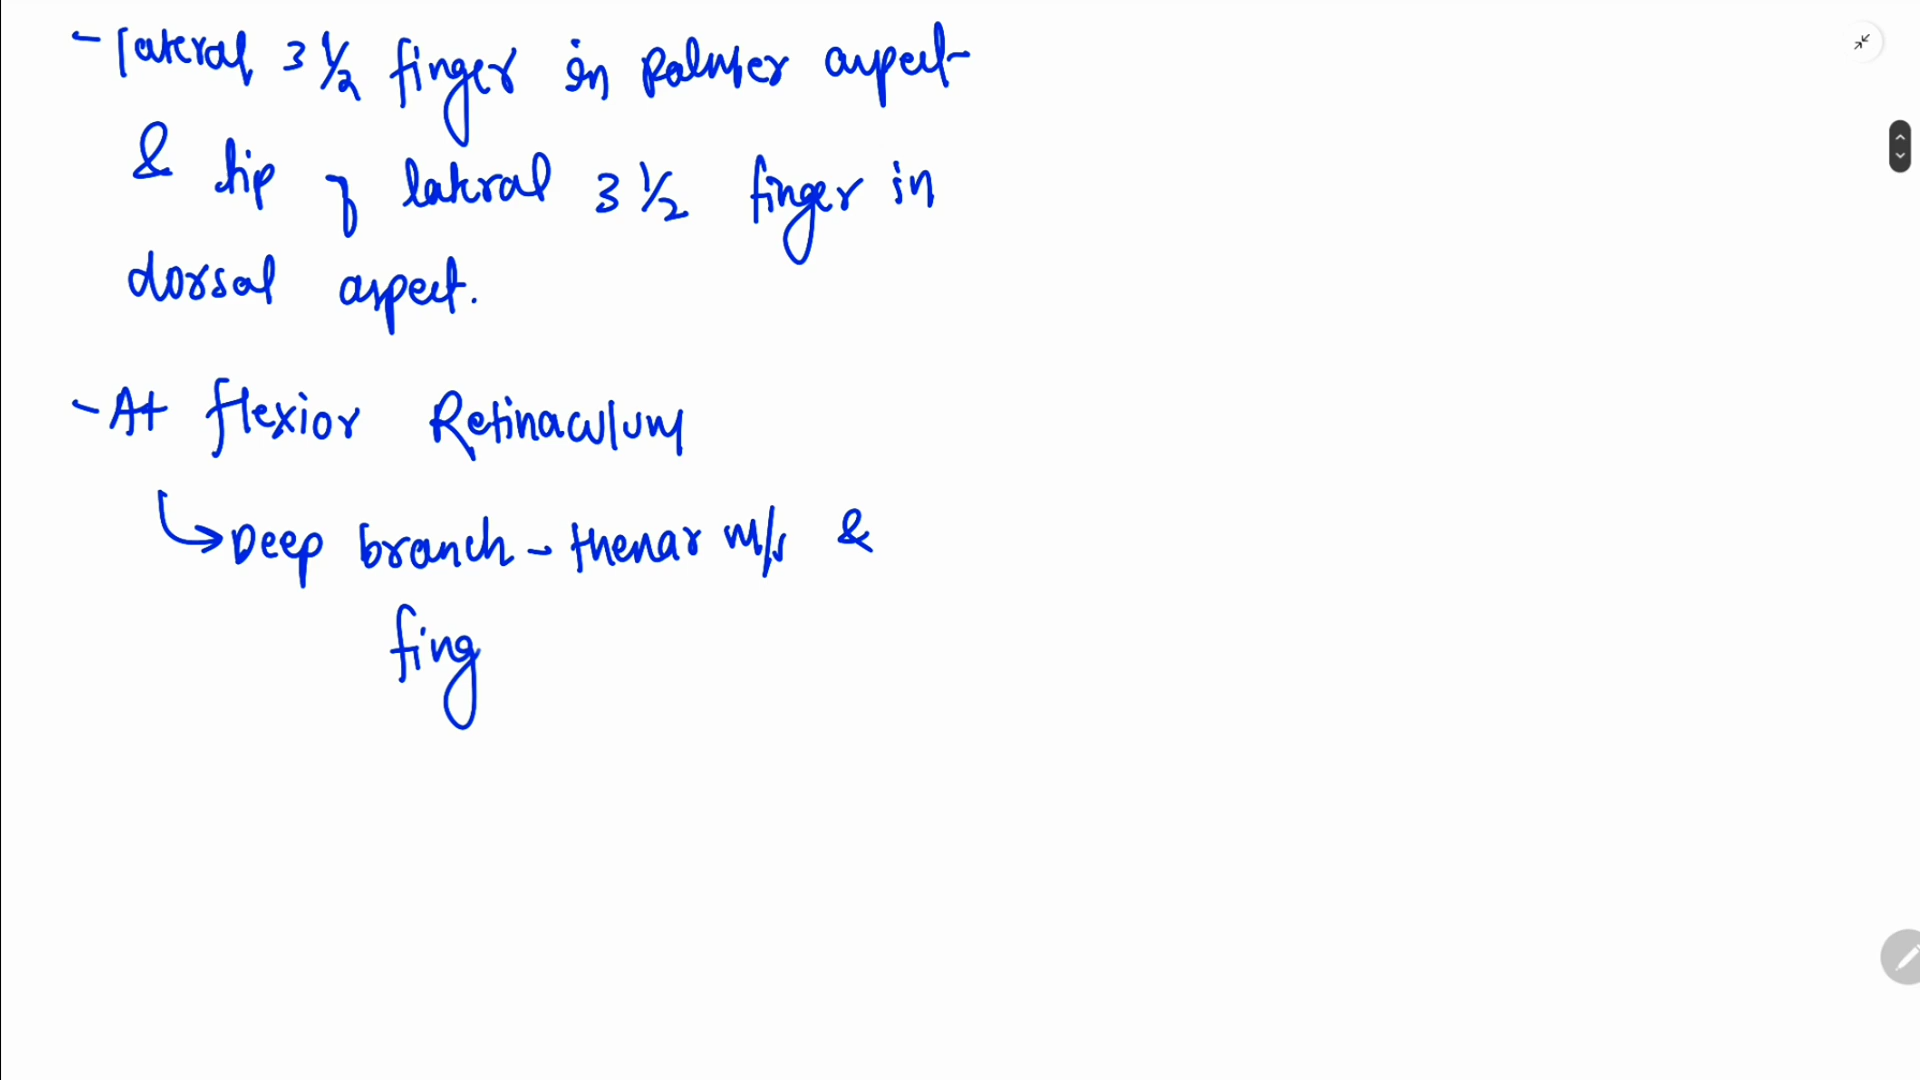 - lateral 3 1/2 finger in Palmer aspect
& tip of lateral 3 1/2 finger in
dorsal aspect.
- At flexior Retinaculum
↳ Deep branch - thenar m/s &
fing